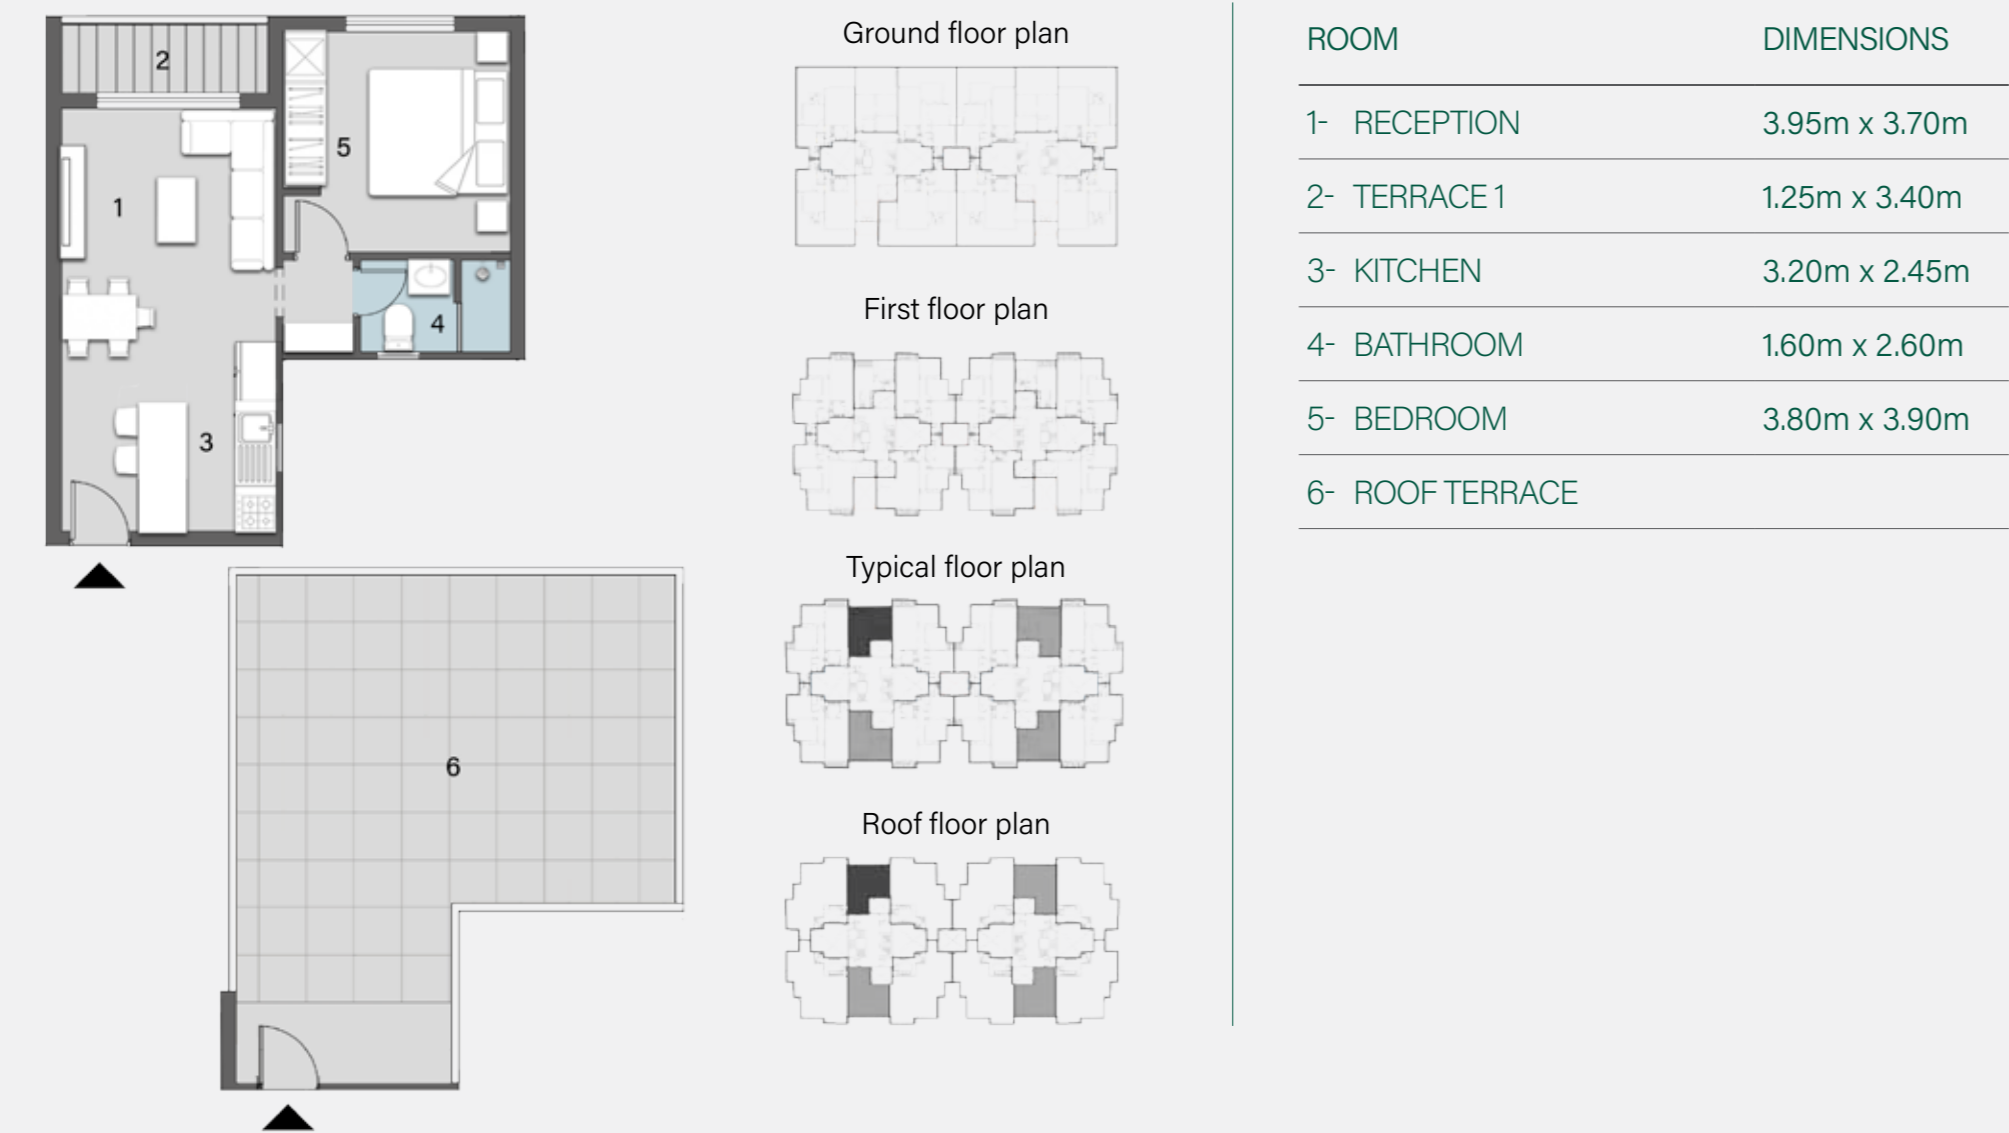 2
5
1
4
3
6
Ground floor plan
First floor plan
Typical floor plan
Roof floor plan
ROOM DIMENSIONS
1- RECEPTION 3.95m x 3.70m
2- TERRACE 1 1.25m x 3.40m
3- KITCHEN 3.20m x 2.45m
4- BATHROOM 1.60m x 2.60m
5- BEDROOM 3.80m x 3.90m
6- ROOF TERRACE